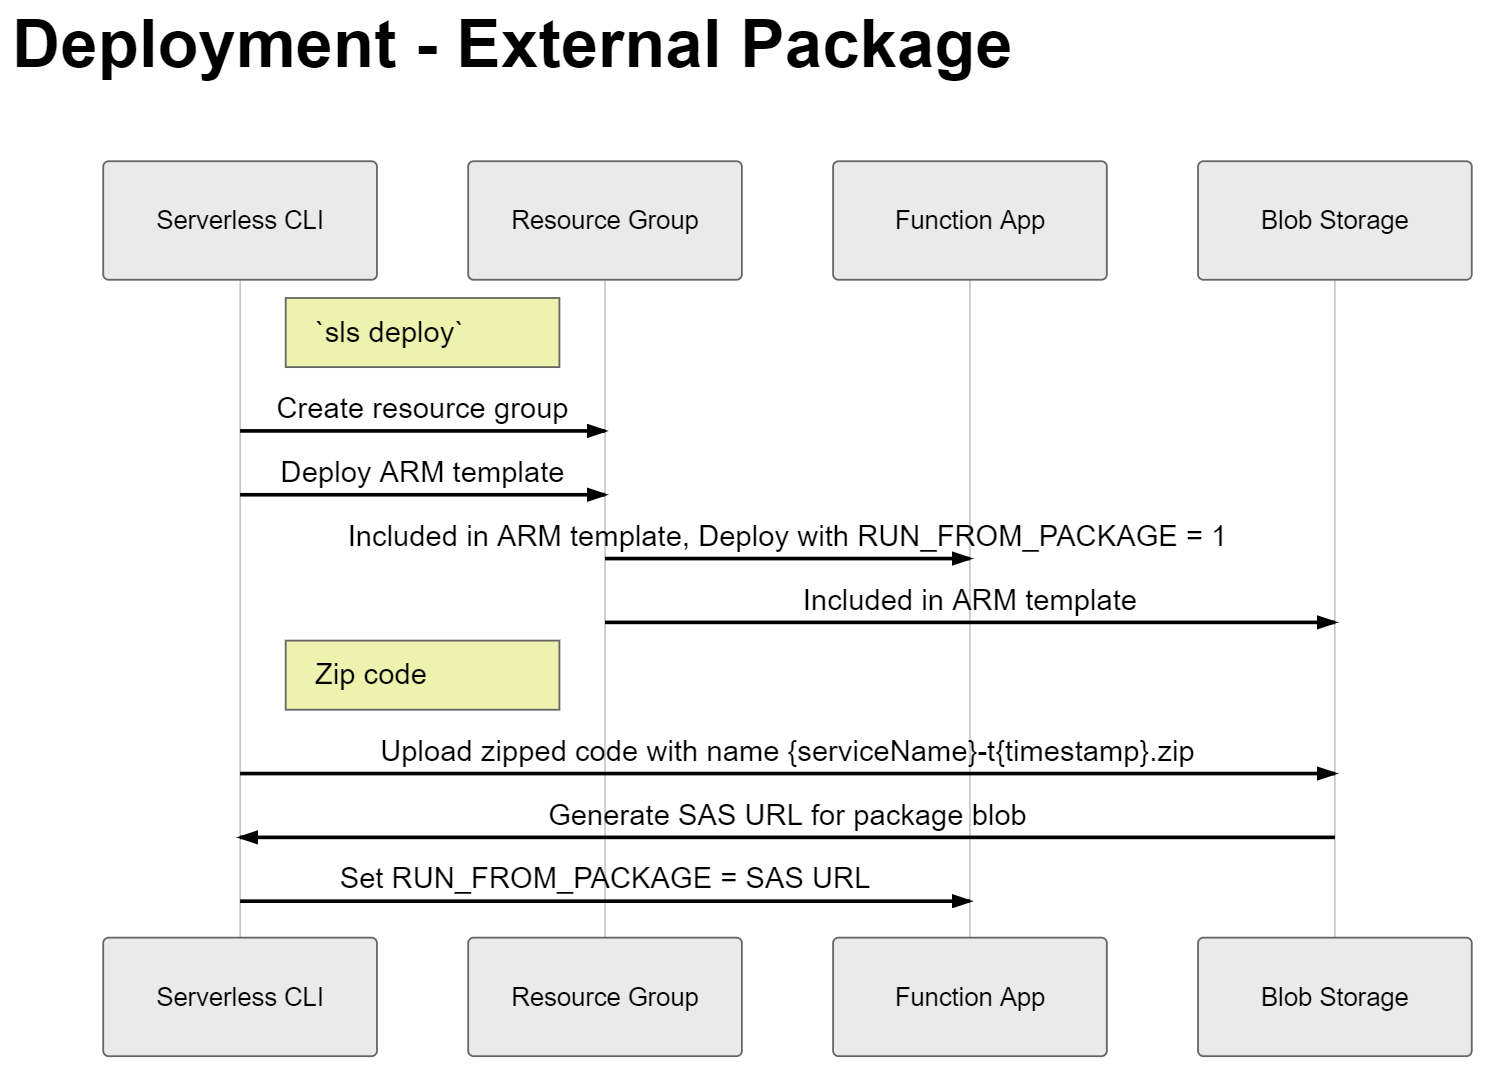 Deployment - External Package
Serverless CLI
Resource Group
Function App
Blob Storage
`sls deploy`
Create resource group
Deploy ARM template
Included in ARM template, Deploy with RUN_FROM_PACKAGE = 1
Included in ARM template
Zip code
Upload zipped code with name {serviceName}-t{timestamp}.zip
Generate SAS URL for package blob
Set RUN_FROM_PACKAGE = SAS URL
Serverless CLI
Resource Group
Function App
Blob Storage